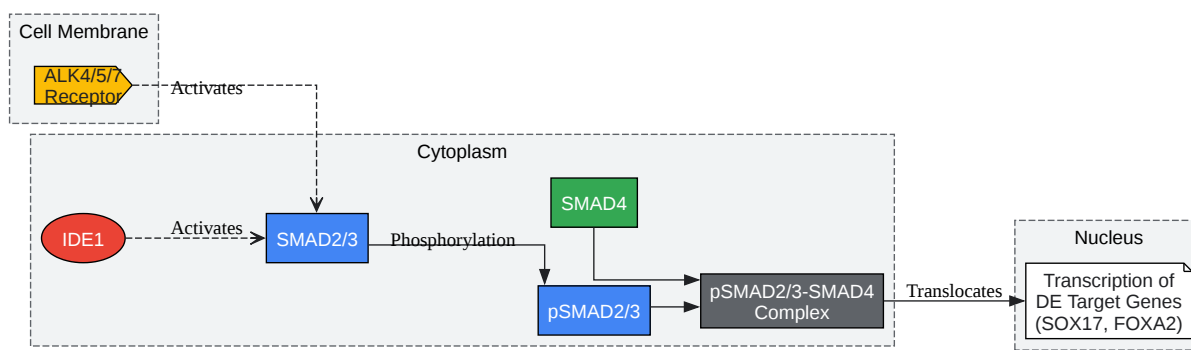 Cell Membrane
ALK4/5/7
Receptor
Activates
Cytoplasm
SMAD4
IDE1
Activates
SMAD2/3
Phosphorylation
pSMAD2/3
pSMAD2/3-SMAD4
Complex
Translocates
Nucleus
Transcription of
DE Target Genes
(SOX17, FOXA2)